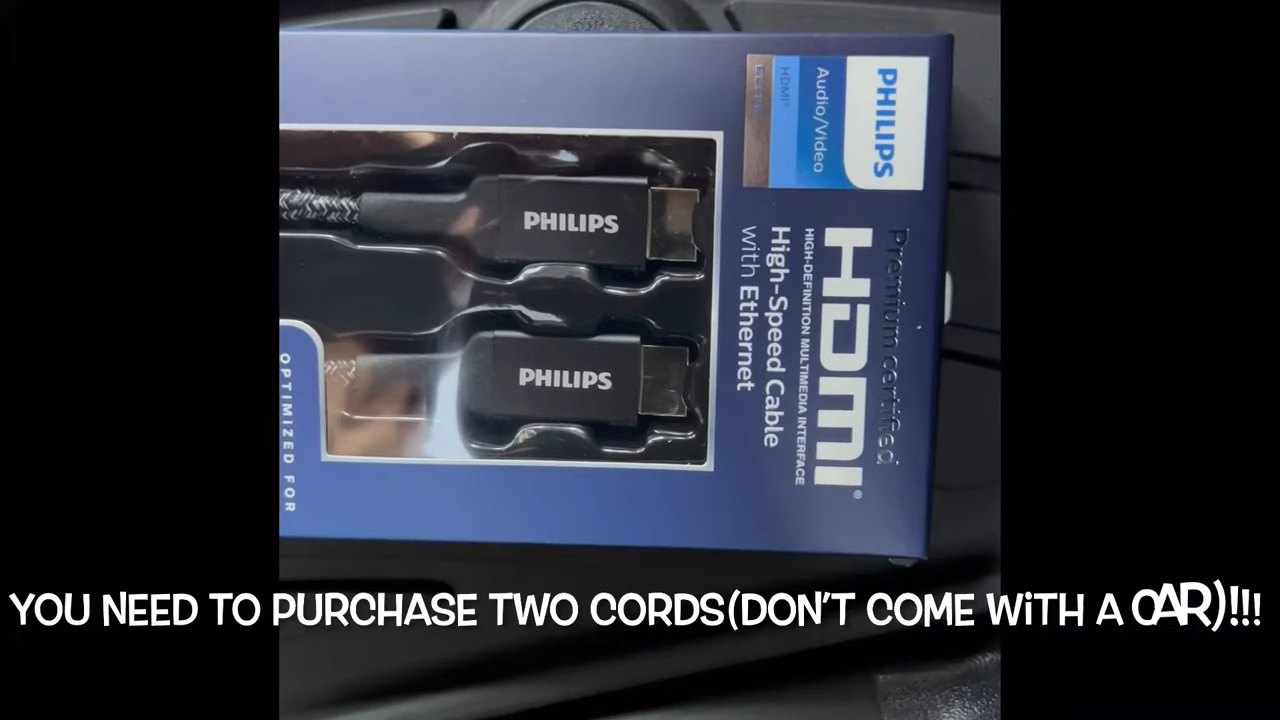 PHILIPS
Audio/Video
HDMI®
ELITE
Premium certified
HDMI®
HIGH-DEFINITION MULTIMEDIA INTERFACE
High-Speed Cable
with Ethernet
PHILIPS
PHILIPS
OPTIMIZED FOR
YOU NEED TO PURCHASE TWO CORDS(DON'T COME WITH A CAR)!!!